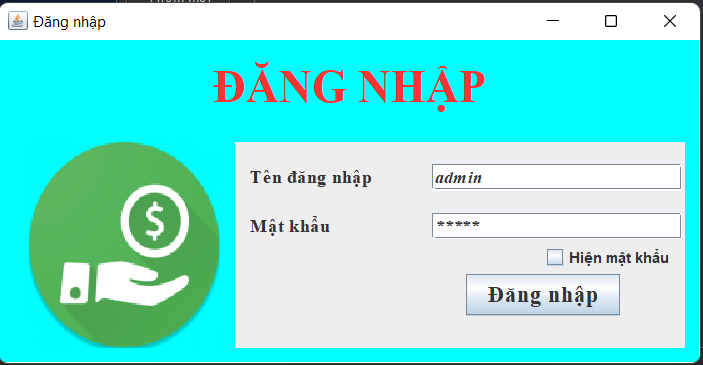 Đăng nhập
ĐĂNG NHẬP
$
Tên đăng nhập admin
Mật khẩu *****
Hiện mật khẩu
Đăng nhập